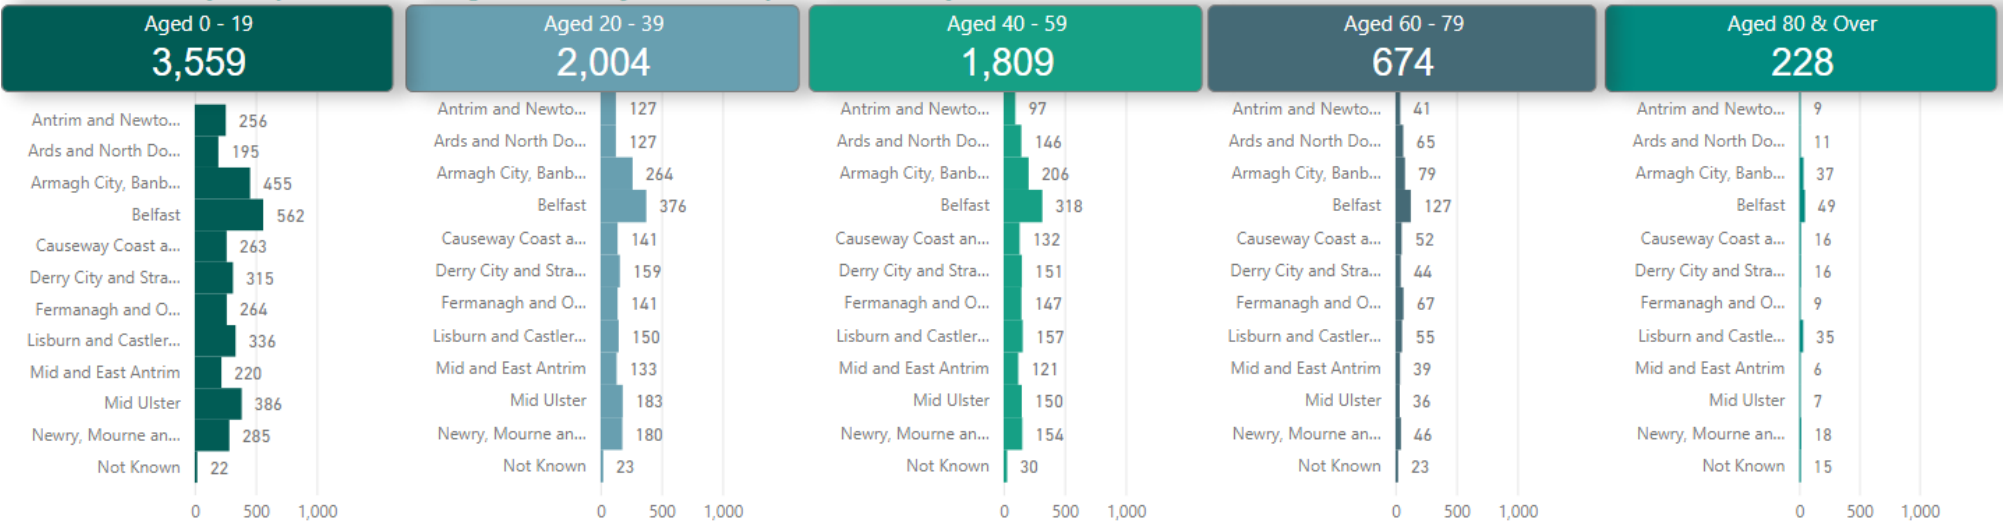 Aged 0 - 19
3,559
Antrim and Newto... 256
Ards and North Do... 195
Armagh City, Banb... 455
Belfast 562
Causeway Coast a... 263
Derry City and Stra... 315
Fermanagh and O... 264
Lisburn and Castler... 336
Mid and East Antrim 220
Mid Ulster 386
Newry, Mourne an... 285
Not Known 22
0 500 1,000
Aged 20 - 39
2,004
Antrim and Newto... 127
Ards and North Do... 127
Armagh City, Banb... 264
Belfast 376
Causeway Coast a... 141
Derry City and Stra... 159
Fermanagh and O... 141
Lisburn and Castler... 150
Mid and East Antrim 133
Mid Ulster 183
Newry, Mourne an... 180
Not Known 23
0 500 1,000
Aged 40 - 59
1,809
Antrim and Newto... 97
Ards and North Do... 146
Armagh City, Banb... 206
Belfast 318
Causeway Coast an... 132
Derry City and Stra... 151
Fermanagh and O... 147
Lisburn and Castler... 157
Mid and East Antrim 121
Mid Ulster 150
Newry, Mourne an... 154
Not Known 30
0 500 1,000
Aged 60 - 79
674
Antrim and Newto... 41
Ards and North Do... 65
Armagh City, Banb... 79
Belfast 127
Causeway Coast a... 52
Derry City and Stra... 44
Fermanagh and O... 67
Lisburn and Castler... 55
Mid and East Antrim 39
Mid Ulster 36
Newry, Mourne an... 46
Not Known 23
0 500 1,000
Aged 80 & Over
228
Antrim and Newto... 9
Ards and North Do... 11
Armagh City, Banb... 37
Belfast 49
Causeway Coast a... 16
Derry City and Stra... 16
Fermanagh and O... 9
Lisburn and Castle... 35
Mid and East Antrim 6
Mid Ulster 7
Newry, Mourne an... 18
Not Known 15
0 500 1,000